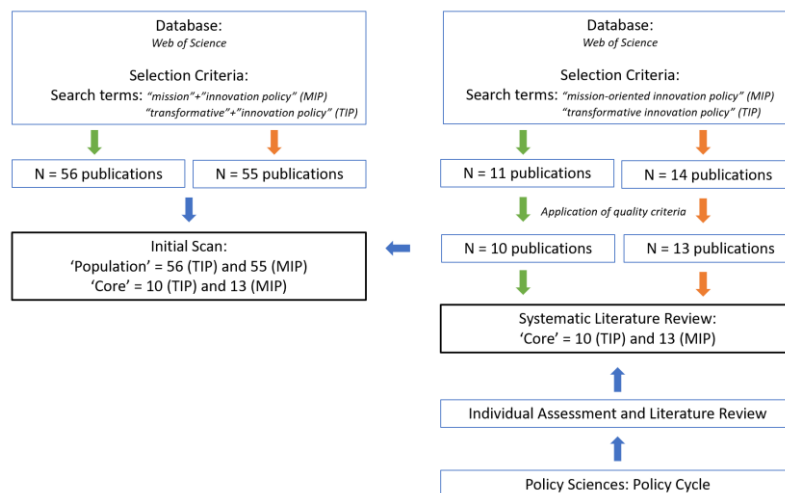 Database:
Web of Science
Selection Criteria:
Search terms: “mission”+”innovation policy” (MIP)
“transformative”+”innovation policy” (TIP)
N = 56 publications
N = 55 publications
Initial Scan:
‘Population’ = 56 (TIP) and 55 (MIP)
‘Core’ = 10 (TIP) and 13 (MIP)
Database:
Web of Science
Selection Criteria:
Search terms: “mission-oriented innovation policy” (MIP)
“transformative innovation policy” (TIP)
N = 11 publications
N = 14 publications
Application of quality criteria
N = 10 publications
N = 13 publications
Systematic Literature Review:
‘Core’ = 10 (TIP) and 13 (MIP)
Individual Assessment and Literature Review
Policy Sciences: Policy Cycle